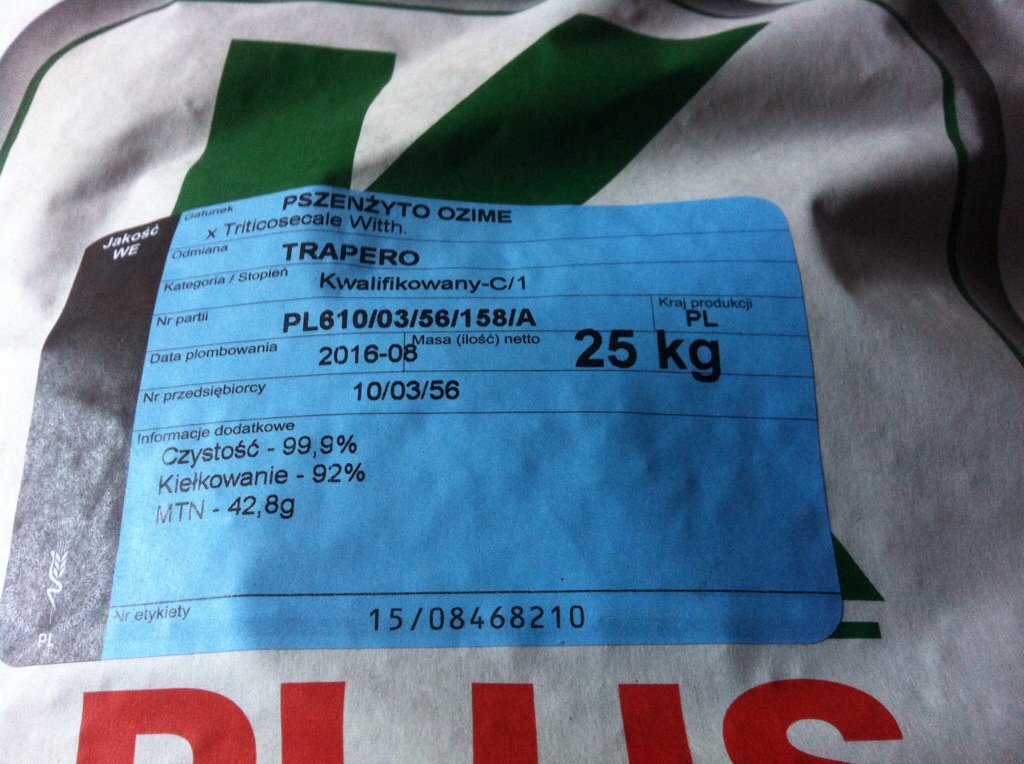 Jakość
WE
Gatunek PSZENŻYTO OZIME
x Triticosecale Witth.
Odmiana TRAPERO
Kategoria / Stopień Kwalifikowany-C/1
Nr partii PL610/03/56/158/A Kraj produkcji PL
Data plombowania 2016-08 Masa (ilość) netto 25 kg
Nr przedsiębiorcy 10/03/56
Informacje dodatkowe
Czystość - 99,9%
Kiełkowanie - 92%
MTN - 42,8g
PL
Nr etykiety 15/08468210
PLUS